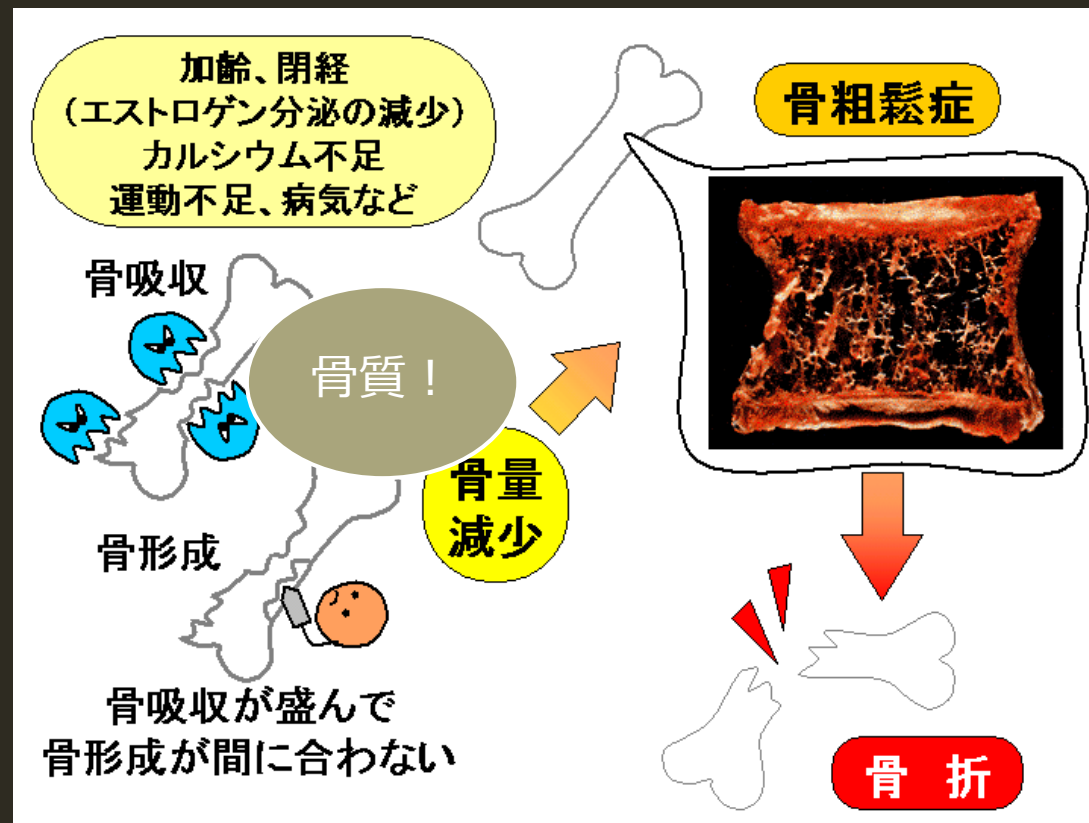 加齢、閉経
(エストロゲン分泌の減少)
カルシウム不足
運動不足、病気など
骨粗鬆症
骨吸収
骨質！
骨量
減少
骨形成
骨吸収が盛んで
骨形成が間に合わない
骨 折